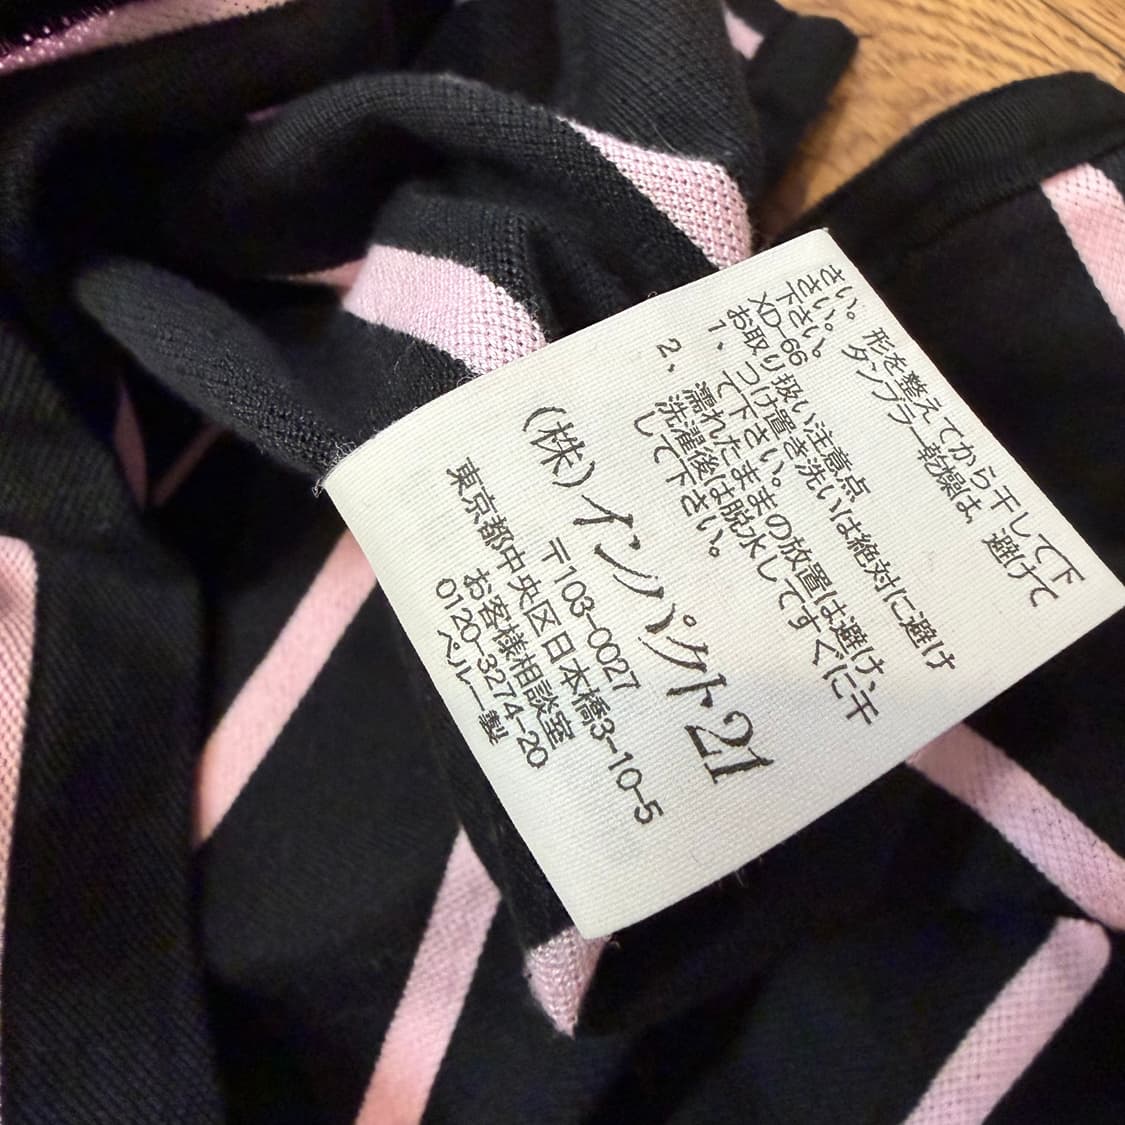 さい。形を整えてから干して下
さい。タンブラー乾燥は、避けて
下さい。
XD-66
お取り扱い注意点
1、つけ置き洗いは絶対に避け
て下さい。
2、濡れたままの放置は避け、
洗濯後は脱水してすぐに干
して下さい。
(株)インパクト21
〒103-0027
東京都中央区日本橋3-10-5
お客様相談室
0120-3274-20
ペルー製